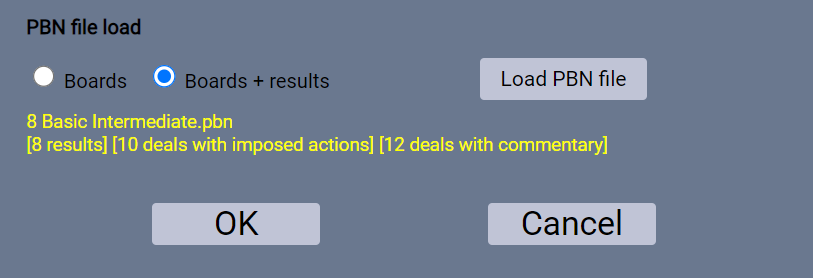 PBN file load
Boards Boards + results Load PBN file
8 Basic Intermediate.pbn
[8 results] [10 deals with imposed actions] [12 deals with commentary]
OK Cancel